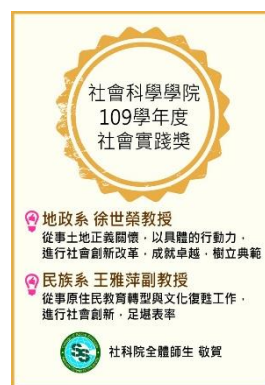 社會科學學院
109學年度
社會實踐獎
地政系 徐世榮教授
從事土地正義關懷，以具體的行動力，
進行社會創新改革，成就卓越，樹立典範
民族系 王雅萍副教授
從事原住民教育轉型與文化復甦工作，
進行社會創新，足堪表率
社科院全體師生 敬賀